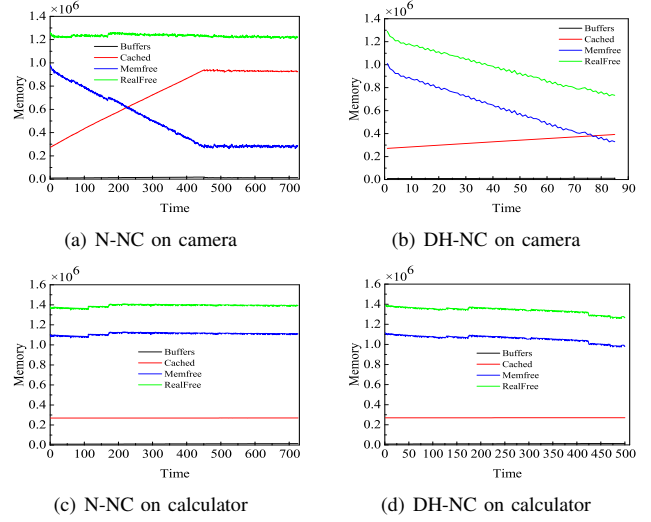 ×10^6
1.4
1.2
1.0
0.8
0.6
0.4
0.2
0.0
Memory
Buffers
Cached
Memfree
RealFree
0 100 200 300 400 500 600 700
Time
(a) N-NC on camera
×10^6
1.4
1.2
1.0
0.8
0.6
0.4
0.2
0.0
Memory
Buffers
Cached
Memfree
RealFree
0 10 20 30 40 50 60 70 80 90
Time
(b) DH-NC on camera
×10^6
1.6
1.4
1.2
1.0
0.8
0.6
0.4
0.2
0.0
Memory
Buffers
Cached
Memfree
RealFree
0 100 200 300 400 500 600 700
Time
(c) N-NC on calculator
×10^6
1.6
1.4
1.2
1.0
0.8
0.6
0.4
0.2
0.0
Memory
Buffers
Cached
Memfree
RealFree
0 50 100 150 200 250 300 350 400 450 500
Time
(d) DH-NC on calculator